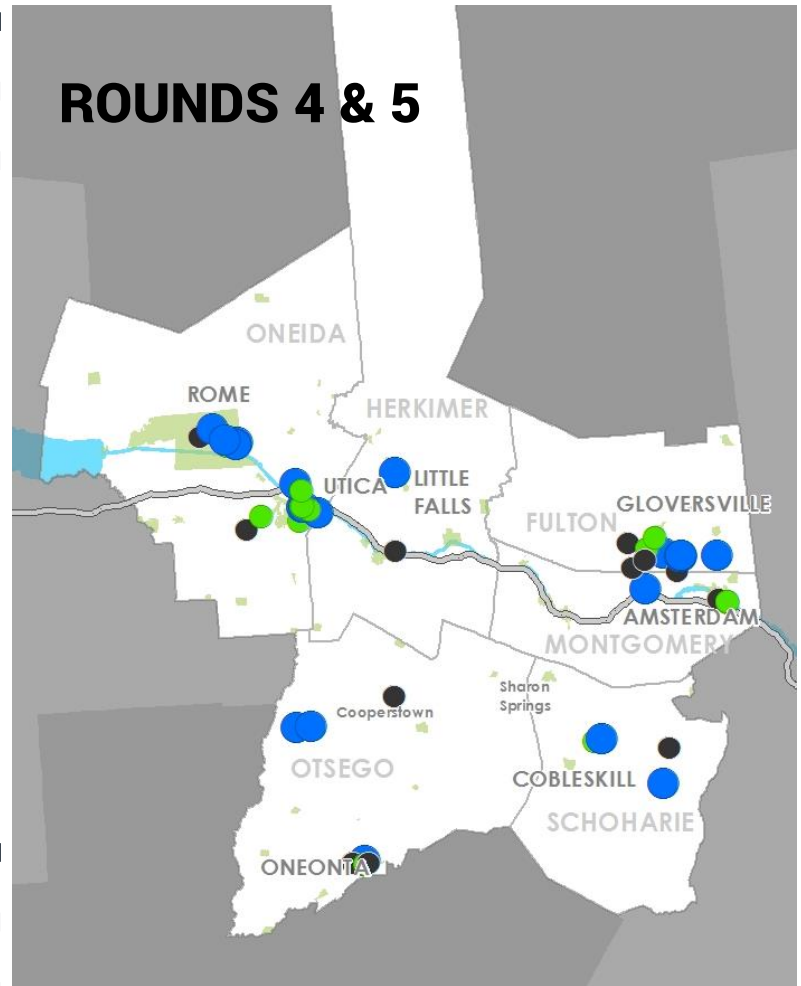 ROUNDS 4 & 5
ONEIDA
ROME
HERKIMER
UTICA
LITTLE
FALLS
GLOVERSVILLE
FULTON
AMSTERDAM
MONTGOMERY
Sharon
Springs
Cooperstown
OTSEGO
COBLESKILL
SCHOHARIE
ONEONTA